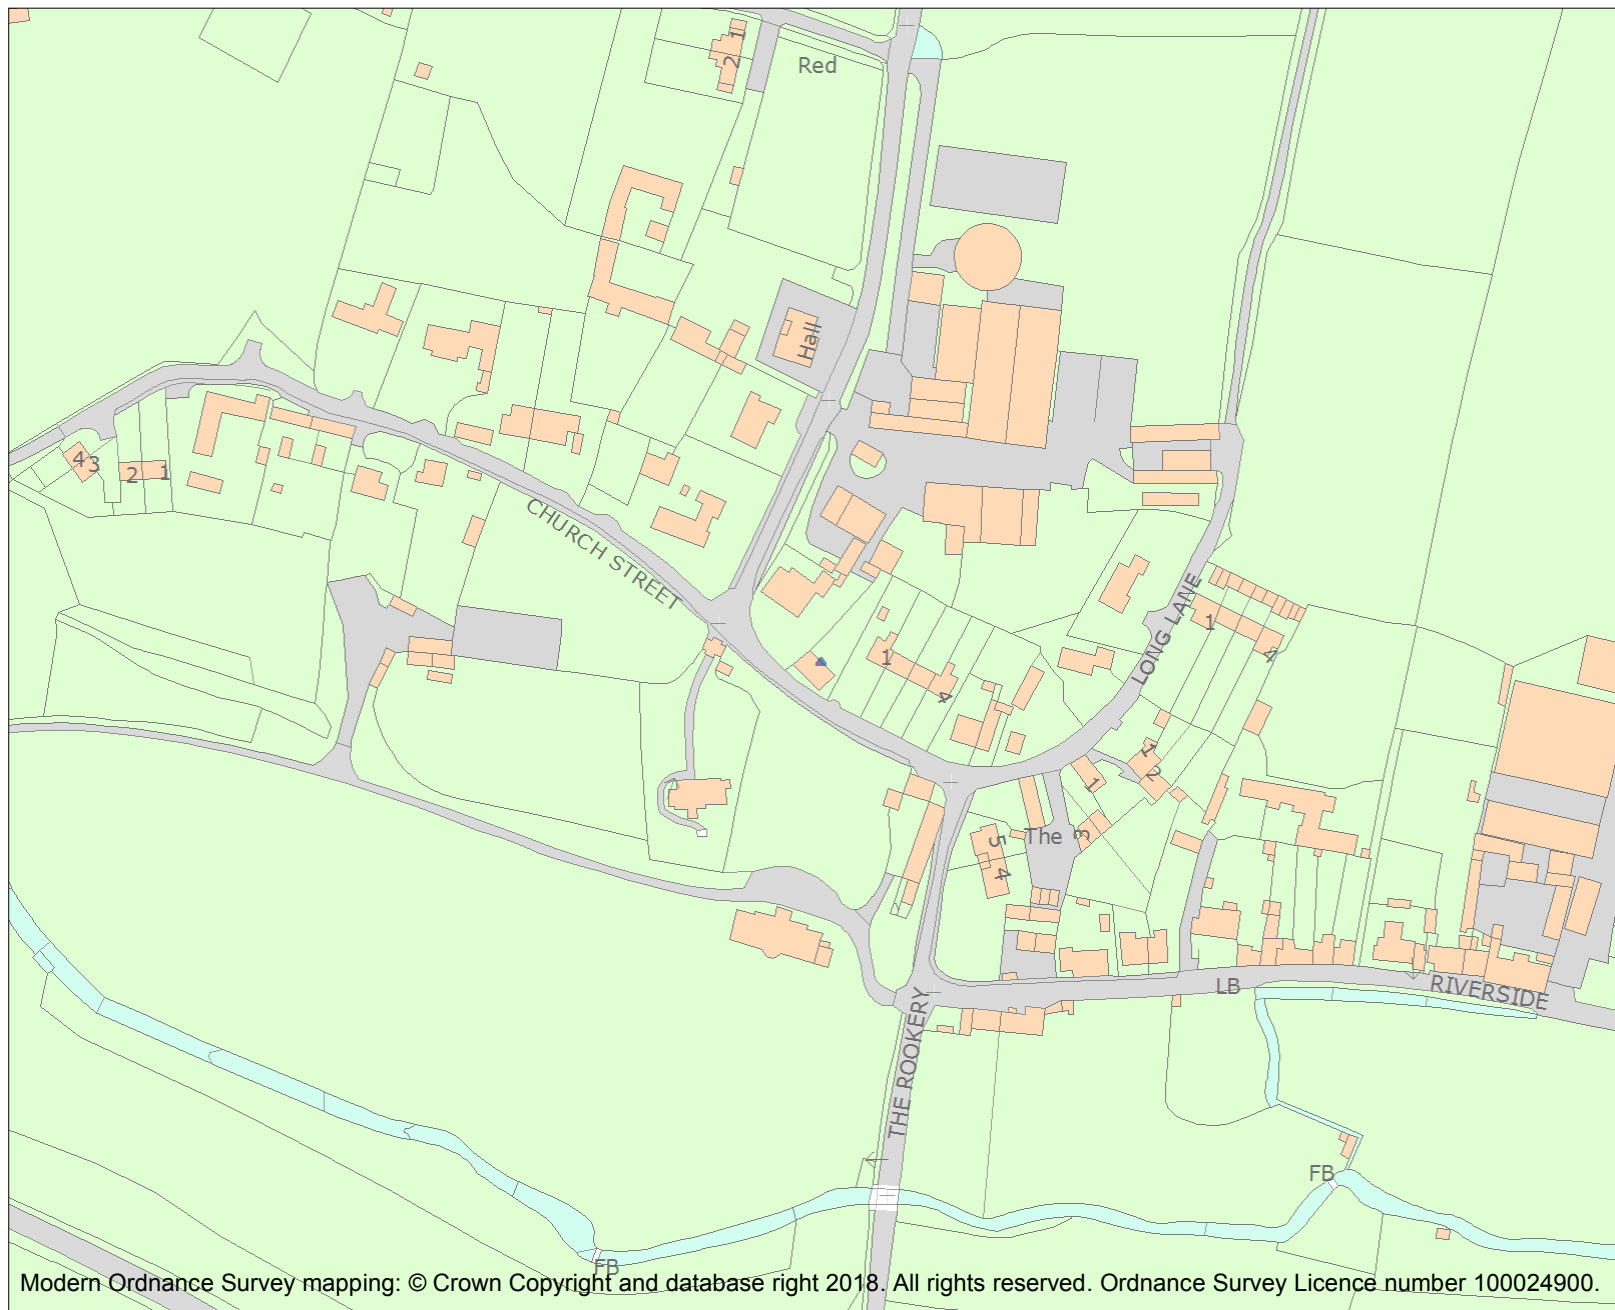 1
2
Red
Hall
4
3
2
1
CHURCH STREET
LONG LANE
1
4
1
4
1
2
1
The
3
5
4
LB
RIVERSIDE
THE ROOKERY
FB
FB
Modern Ordnance Survey mapping: © Crown Copyright and database right 2018. All rights reserved. Ordnance Survey Licence number 100024900.